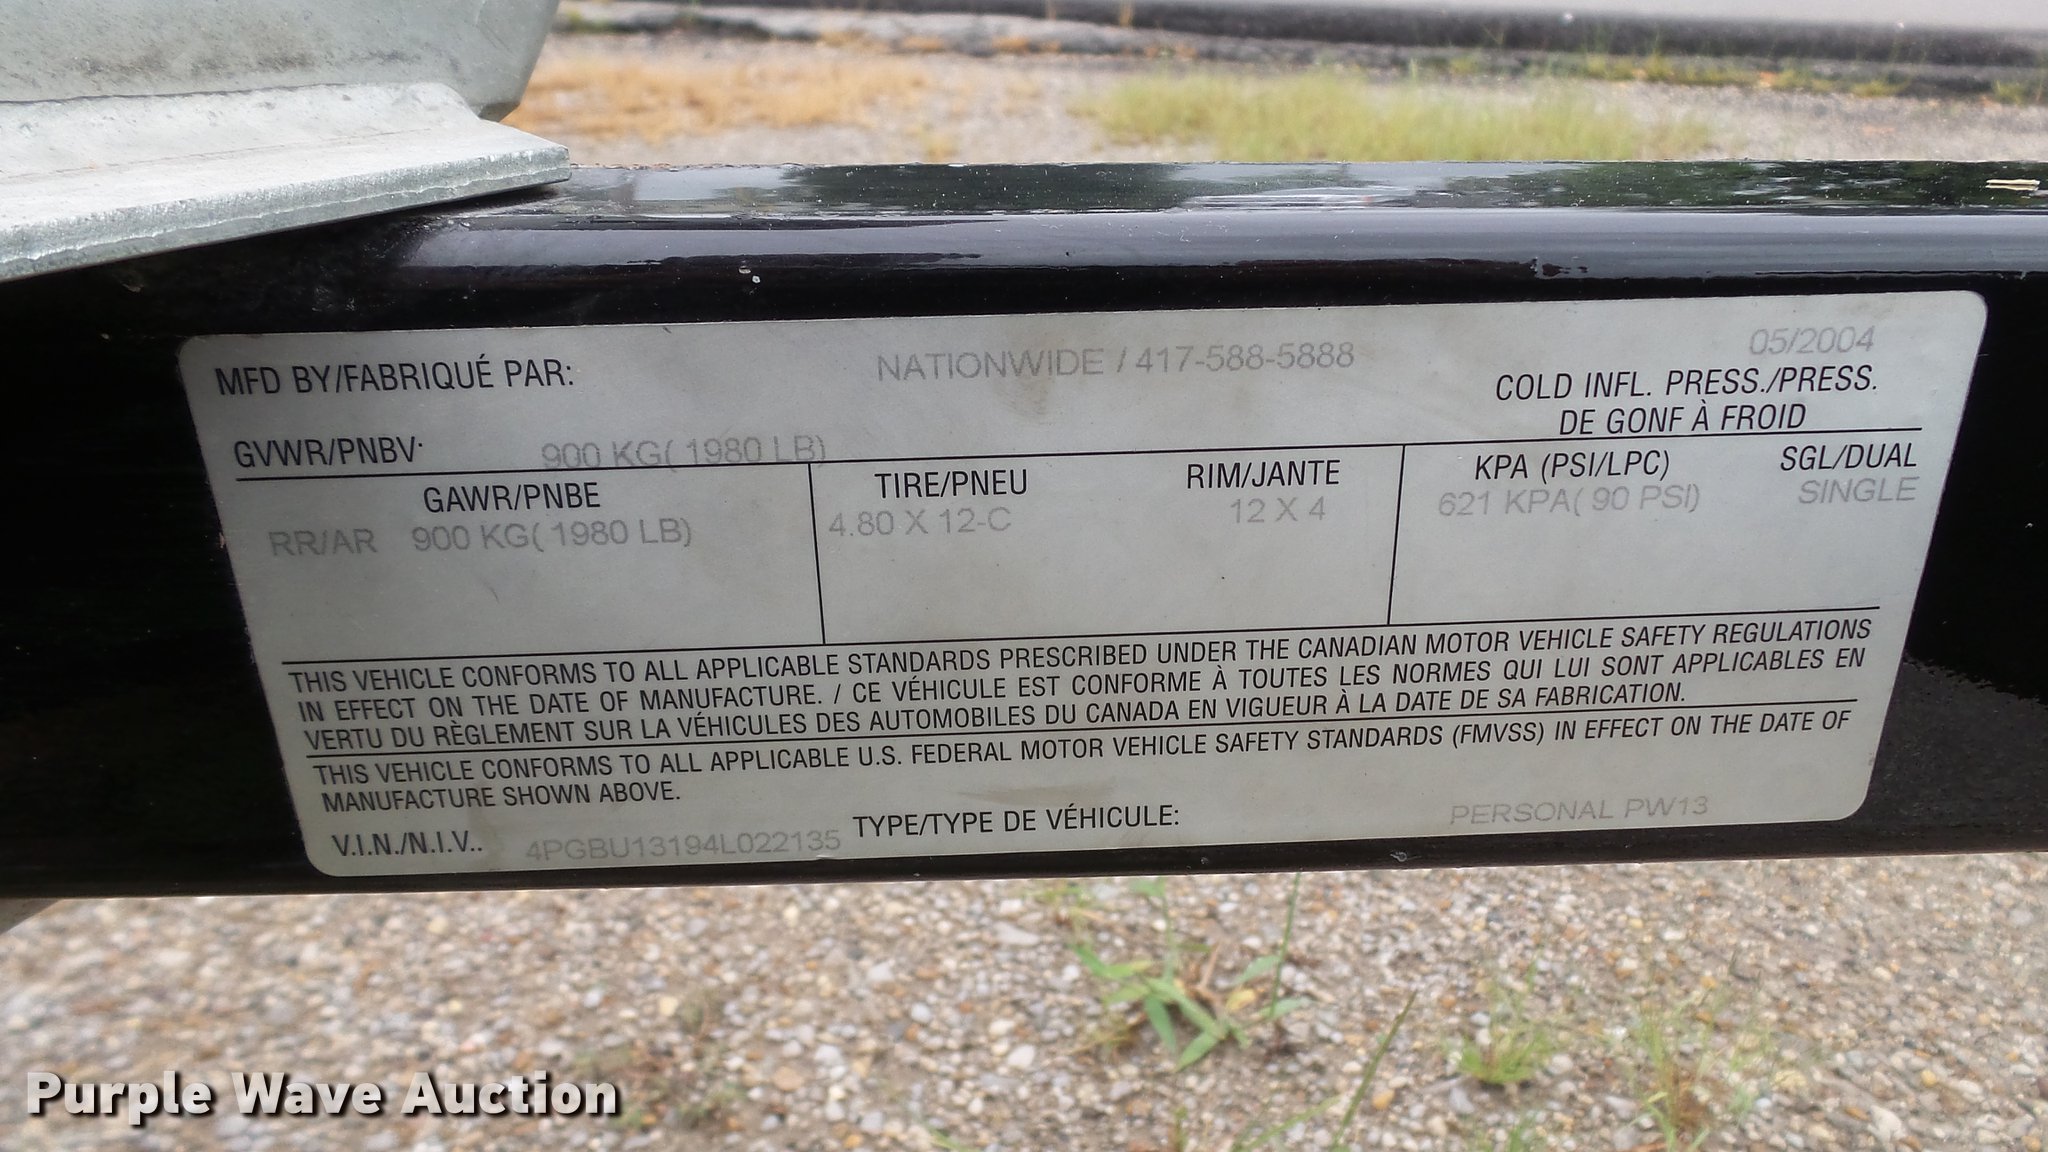 05/2004
MFD BY/FABRIQUÉ PAR: NATIONWIDE / 417-588-5888
COLD INFL. PRESS./PRESS.
DE GONF À FROID
GVWR/PNBV: 900 KG( 1980 LB)
GAWR/PNBE TIRE/PNEU RIM/JANTE KPA (PSI/LPC) SGL/DUAL
RR/AR 900 KG( 1980 LB) 4.80 X 12-C 12 X 4 621 KPA( 90 PSI) SINGLE
THIS VEHICLE CONFORMS TO ALL APPLICABLE STANDARDS PRESCRIBED UNDER THE CANADIAN MOTOR VEHICLE SAFETY REGULATIONS
IN EFFECT ON THE DATE OF MANUFACTURE. / CE VÉHICULE EST CONFORME À TOUTES LES NORMES QUI LUI SONT APPLICABLES EN
VERTU DU RÈGLEMENT SUR LA VÉHICULES DES AUTOMOBILES DU CANADA EN VIGUEUR À LA DATE DE SA FABRICATION.
THIS VEHICLE CONFORMS TO ALL APPLICABLE U.S. FEDERAL MOTOR VEHICLE SAFETY STANDARDS (FMVSS) IN EFFECT ON THE DATE OF
MANUFACTURE SHOWN ABOVE.
V.I.N./N.I.V.. 4PGBU13194L022135 TYPE/TYPE DE VÉHICULE: PERSONAL PW13
Purple Wave Auction